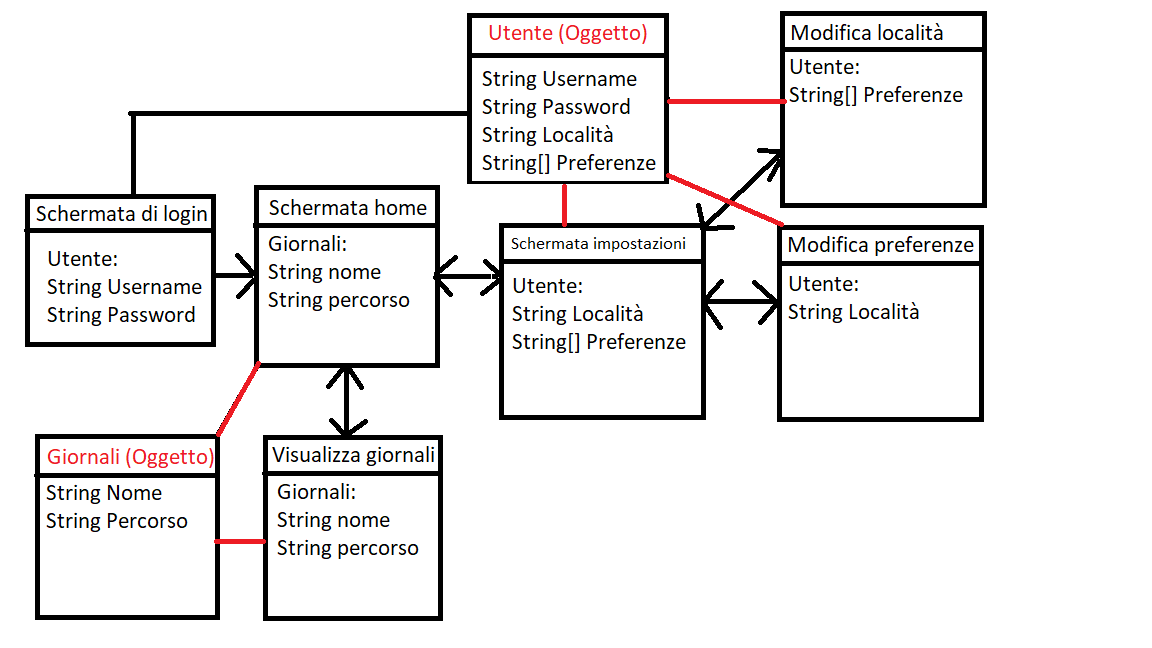 Utente (Oggetto)
String Username
String Password
String Località
String[] Preferenze
Modifica località
Utente:
String[] Preferenze
Schermata di login
Utente:
String Username
String Password
Schermata home
Giornali:
String nome
String percorso
Schermata impostazioni
Utente:
String Località
String[] Preferenze
Modifica preferenze
Utente:
String Località
Giornali (Oggetto)
String Nome
String Percorso
Visualizza giornali
Giornali:
String nome
String percorso